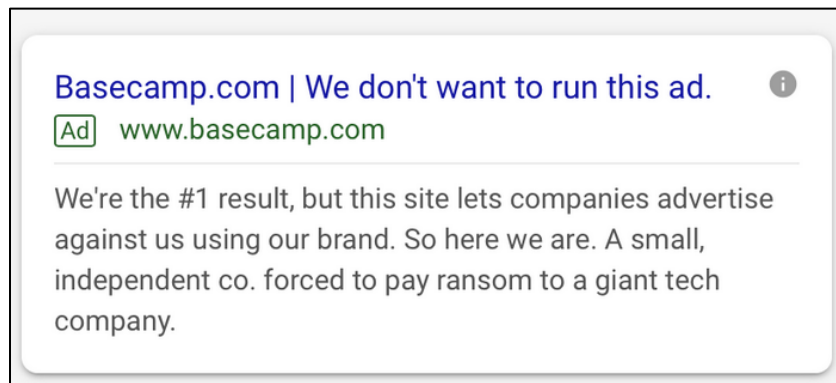 Basecamp.com | We don't want to run this ad.
Ad www.basecamp.com
We're the #1 result, but this site lets companies advertise
against us using our brand. So here we are. A small,
independent co. forced to pay ransom to a giant tech
company.